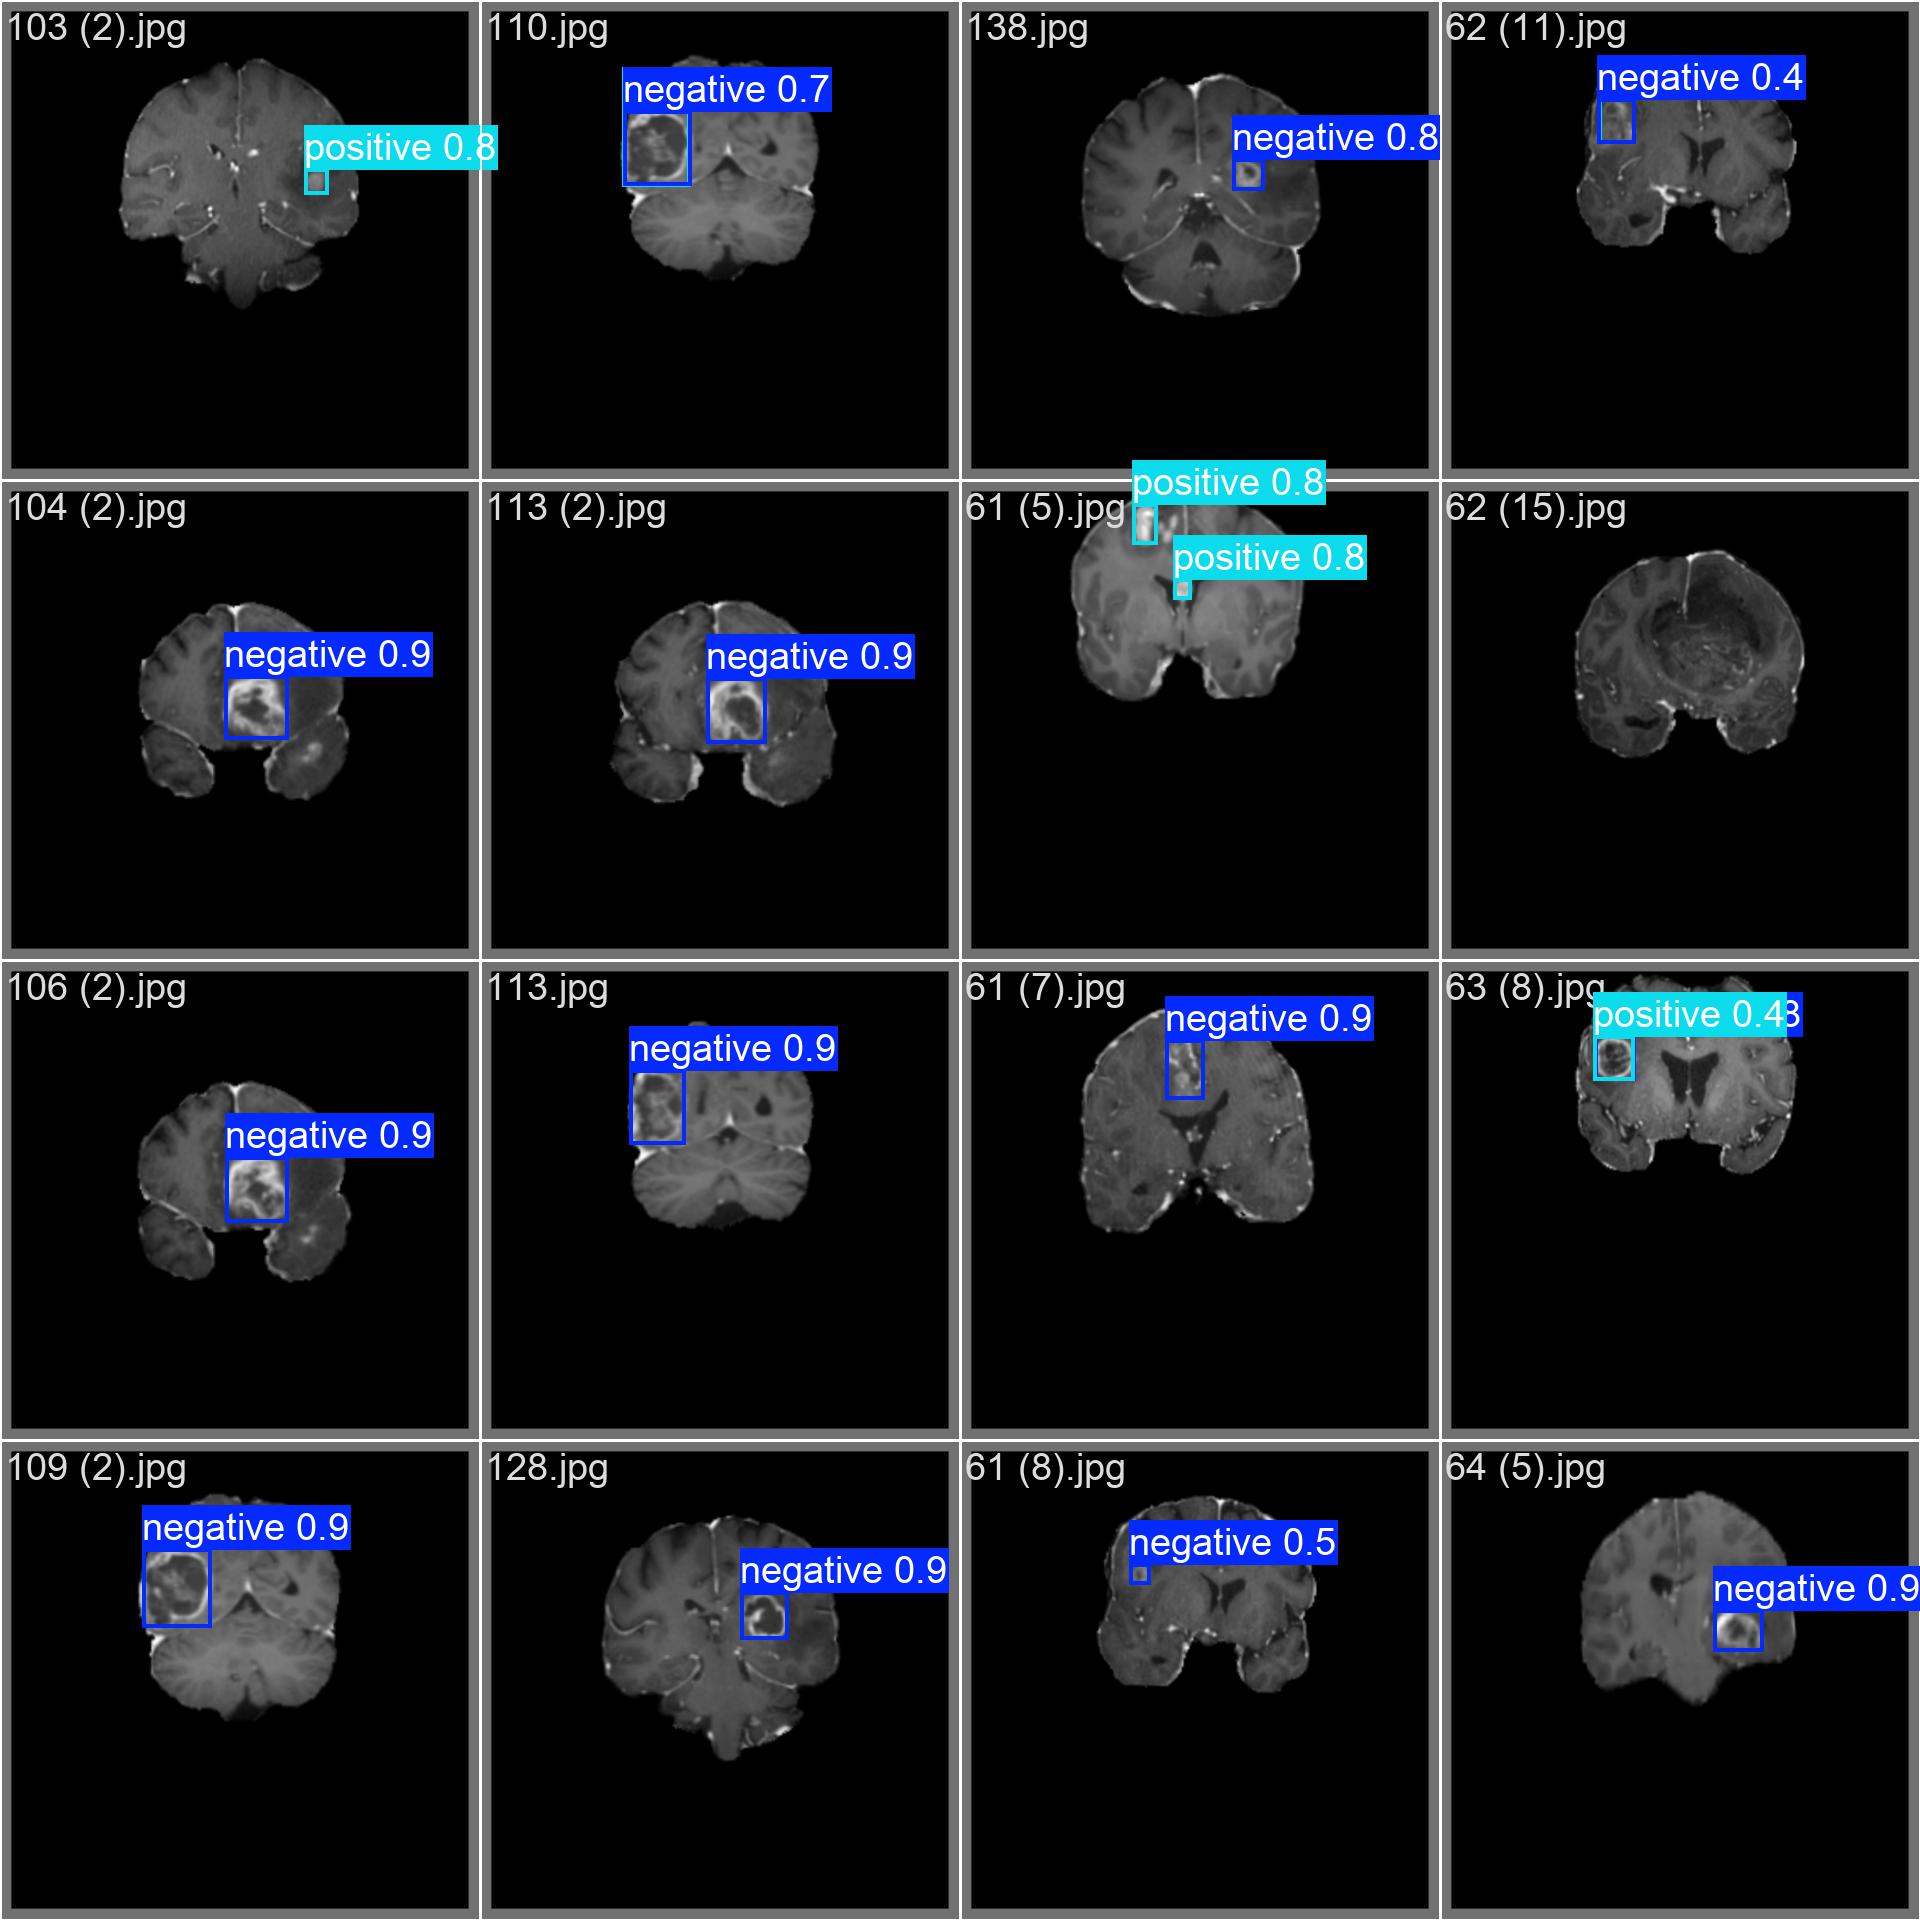 103 (2).jpg
positive 0.8
110.jpg
negative 0.7
138.jpg
negative 0.8
62 (11).jpg
negative 0.4
104 (2).jpg
negative 0.9
113 (2).jpg
negative 0.9
61 (5).jpg
positive 0.8
positive 0.8
62 (15).jpg
106 (2).jpg
negative 0.9
113.jpg
negative 0.9
61 (7).jpg
negative 0.9
63 (8).jpg
positive 0.4
109 (2).jpg
negative 0.9
128.jpg
negative 0.9
61 (8).jpg
negative 0.5
64 (5).jpg
negative 0.9